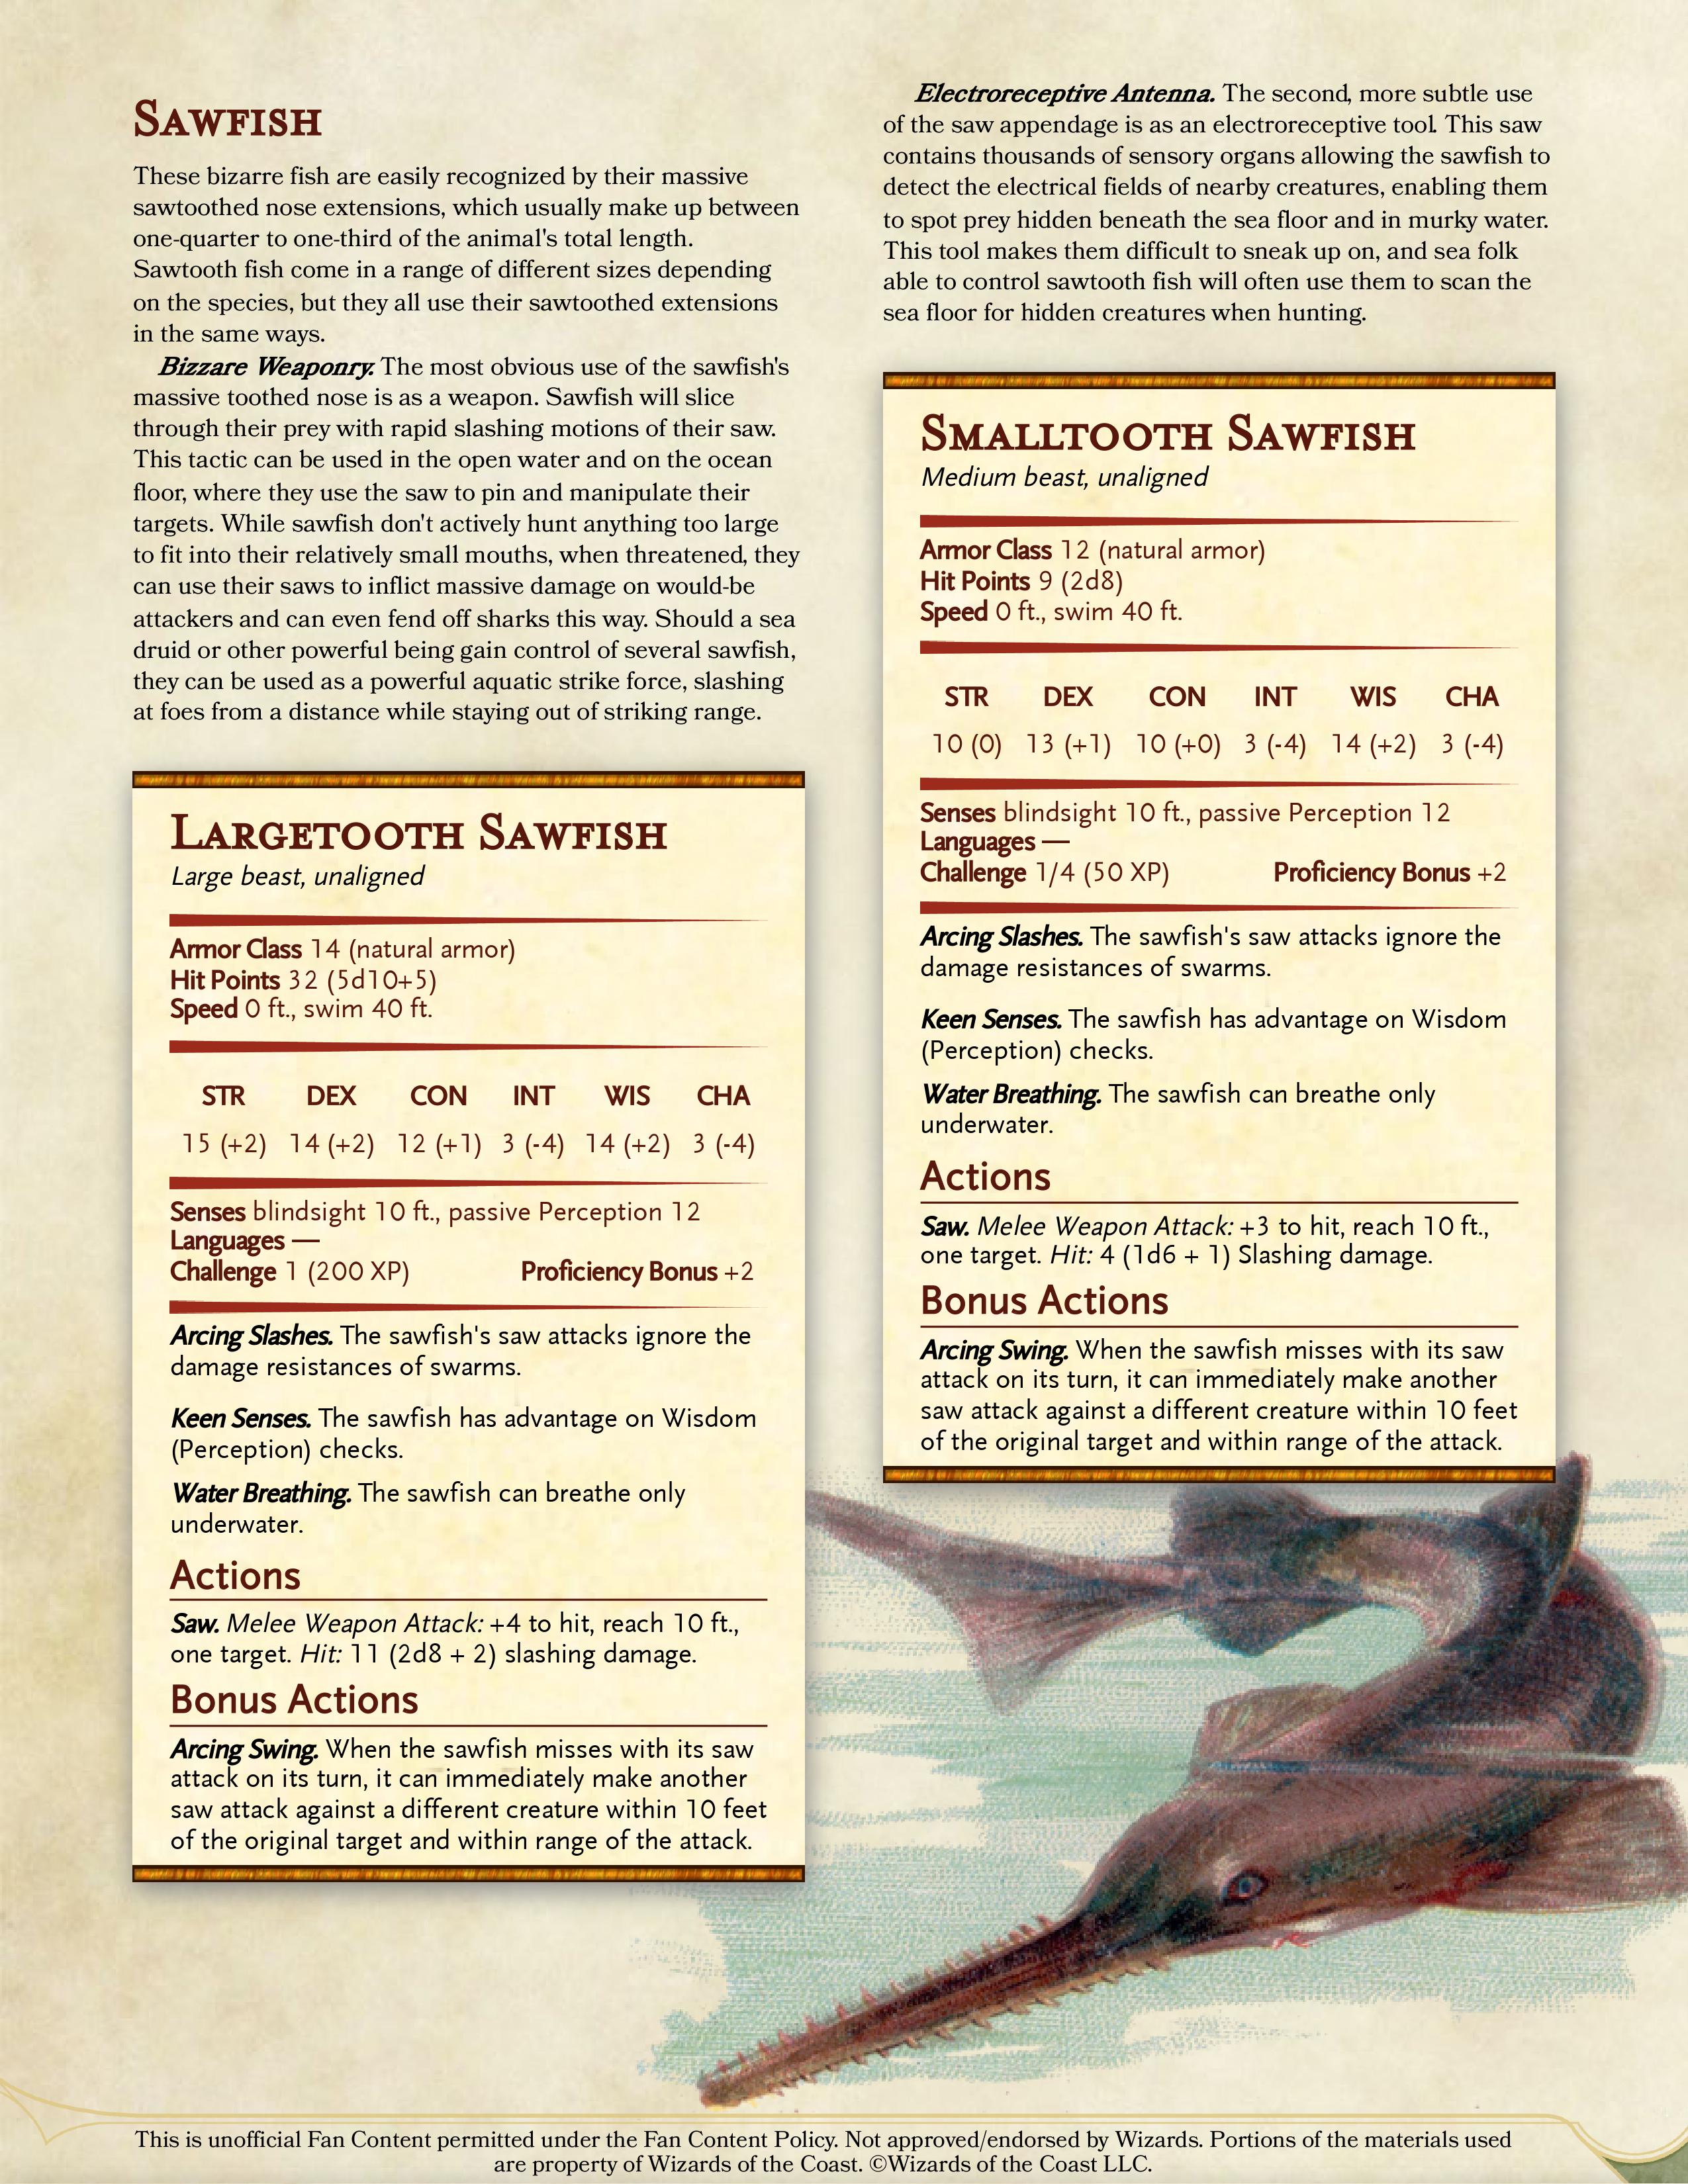 Sawfish
These bizarre fish are easily recognized by their massive
sawtoothed nose extensions, which usually make up between
one-quarter to one-third of the animal's total length.
Sawtooth fish come in a range of different sizes depending
on the species, but they all use their sawtoothed extensions
in the same ways.
Bizzare Weaponry. The most obvious use of the sawfish's
massive toothed nose is as a weapon. Sawfish will slice
through their prey with rapid slashing motions of their saw.
This tactic can be used in the open water and on the ocean
floor, where they use the saw to pin and manipulate their
targets. While sawfish don't actively hunt anything too large
to fit into their relatively small mouths, when threatened, they
can use their saws to inflict massive damage on would-be
attackers and can even fend off sharks this way. Should a sea
druid or other powerful being gain control of several sawfish,
they can be used as a powerful aquatic strike force, slashing
at foes from a distance while staying out of striking range.
Largetooth Sawfish
Large beast, unaligned
Armor Class 14 (natural armor)
Hit Points 32 (5d10+5)
Speed 0 ft., swim 40 ft.
STR DEX CON INT WIS CHA
15 (+2) 14 (+2) 12 (+1) 3 (-4) 14 (+2) 3 (-4)
Senses blindsight 10 ft., passive Perception 12
Languages —
Challenge 1 (200 XP) Proficiency Bonus +2
Arcing Slashes. The sawfish's saw attacks ignore the
damage resistances of swarms.
Keen Senses. The sawfish has advantage on Wisdom
(Perception) checks.
Water Breathing. The sawfish can breathe only
underwater.
Actions
Saw. Melee Weapon Attack: +4 to hit, reach 10 ft.,
one target. Hit: 11 (2d8 + 2) slashing damage.
Bonus Actions
Arcing Swing. When the sawfish misses with its saw
attack on its turn, it can immediately make another
saw attack against a different creature within 10 feet
of the original target and within range of the attack.
Electroreceptive Antenna. The second, more subtle use
of the saw appendage is as an electroreceptive tool. This saw
contains thousands of sensory organs allowing the sawfish to
detect the electrical fields of nearby creatures, enabling them
to spot prey hidden beneath the sea floor and in murky water.
This tool makes them difficult to sneak up on, and sea folk
able to control sawtooth fish will often use them to scan the
sea floor for hidden creatures when hunting.
Smalltooth Sawfish
Medium beast, unaligned
Armor Class 12 (natural armor)
Hit Points 9 (2d8)
Speed 0 ft., swim 40 ft.
STR DEX CON INT WIS CHA
10 (0) 13 (+1) 10 (+0) 3 (-4) 14 (+2) 3 (-4)
Senses blindsight 10 ft., passive Perception 12
Languages —
Challenge 1/4 (50 XP) Proficiency Bonus +2
Arcing Slashes. The sawfish's saw attacks ignore the
damage resistances of swarms.
Keen Senses. The sawfish has advantage on Wisdom
(Perception) checks.
Water Breathing. The sawfish can breathe only
underwater.
Actions
Saw. Melee Weapon Attack: +3 to hit, reach 10 ft.,
one target. Hit: 4 (1d6 + 1) Slashing damage.
Bonus Actions
Arcing Swing. When the sawfish misses with its saw
attack on its turn, it can immediately make another
saw attack against a different creature within 10 feet
of the original target and within range of the attack.
This is unofficial Fan Content permitted under the Fan Content Policy. Not approved/endorsed by Wizards. Portions of the materials used
are property of Wizards of the Coast. ©Wizards of the Coast LLC.